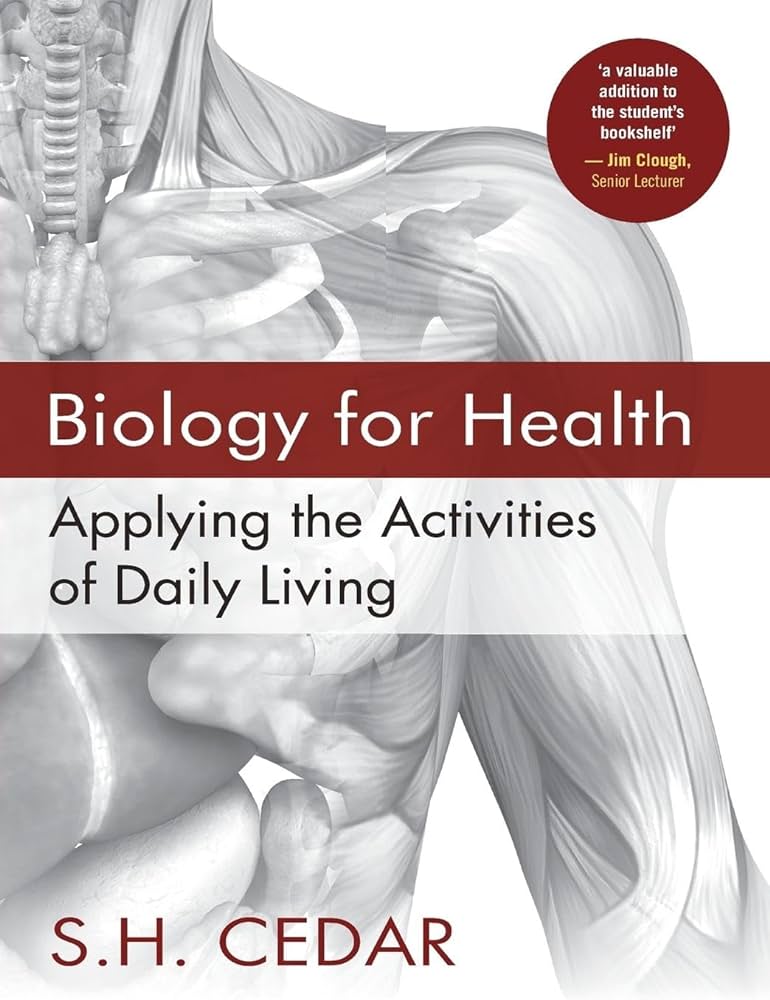 ‘a valuable
addition to
the student’s
bookshelf’
— Jim Clough,
Senior Lecturer
Biology for Health
Applying the Activities
of Daily Living
S.H. CEDAR